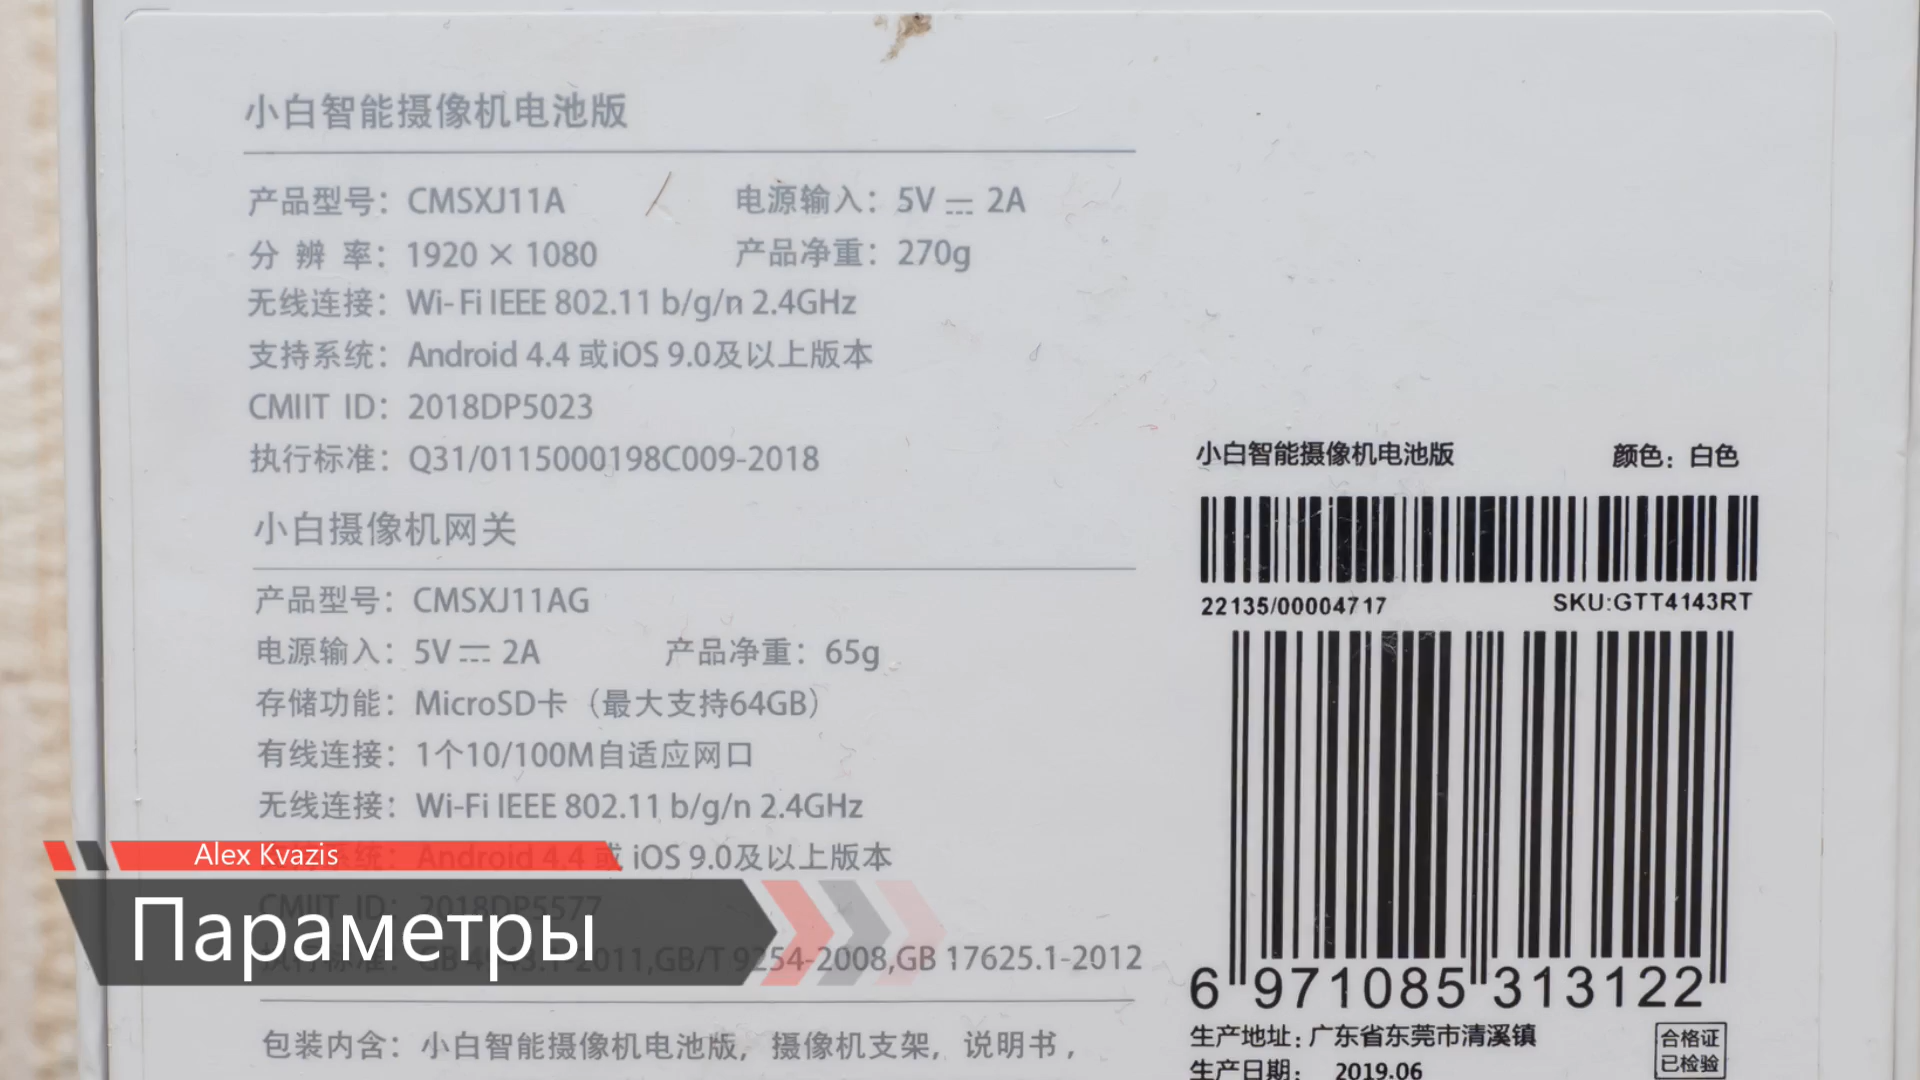 小白智能摄像机电池版
产品型号：CMSXJ11A 电源输入：5V ⎓ 2A
分 辨 率：1920 × 1080 产品净重：270g
无线连接：Wi-Fi IEEE 802.11 b/g/n 2.4GHz
支持系统：Android 4.4 或iOS 9.0及以上版本
CMIIT ID：2018DP5023
执行标准：Q31/0115000198C009-2018
小白摄像机网关
产品型号：CMSXJ11AG
电源输入：5V ⎓ 2A 产品净重：65g
存储功能：MicroSD卡（最大支持64GB）
有线连接：1个10/100M自适应网口
无线连接：Wi-Fi IEEE 802.11 b/g/n 2.4GHz
系统：Android 4.4 或 iOS 9.0及以上版本
CMIIT ID：2018DP5577
执行标准：2011,GB/T 9254-2008,GB 17625.1-2012
包装内含：小白智能摄像机电池版，摄像机支架，说明书，
小白智能摄像机电池版 颜色：白色
22135/00004717 SKU:GTT4143RT
6 971085 313122
生产地址：广东省东莞市清溪镇
生产日期： 2019.06
合格证
已检验
Alex Kvazis
Параметры